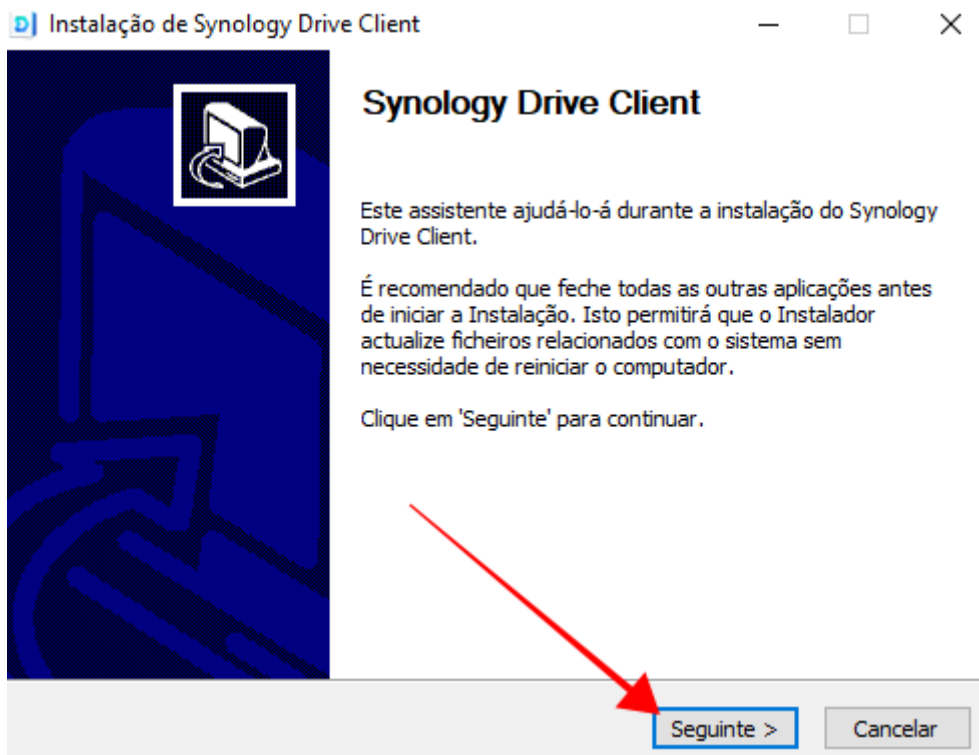 Instalação de Synology Drive Client
Synology Drive Client
Este assistente ajudá-lo-á durante a instalação do Synology
Drive Client.
É recomendado que feche todas as outras aplicações antes
de iniciar a Instalação. Isto permitirá que o Instalador
actualize ficheiros relacionados com o sistema sem
necessidade de reiniciar o computador.
Clique em 'Seguinte' para continuar.
Seguinte >
Cancelar